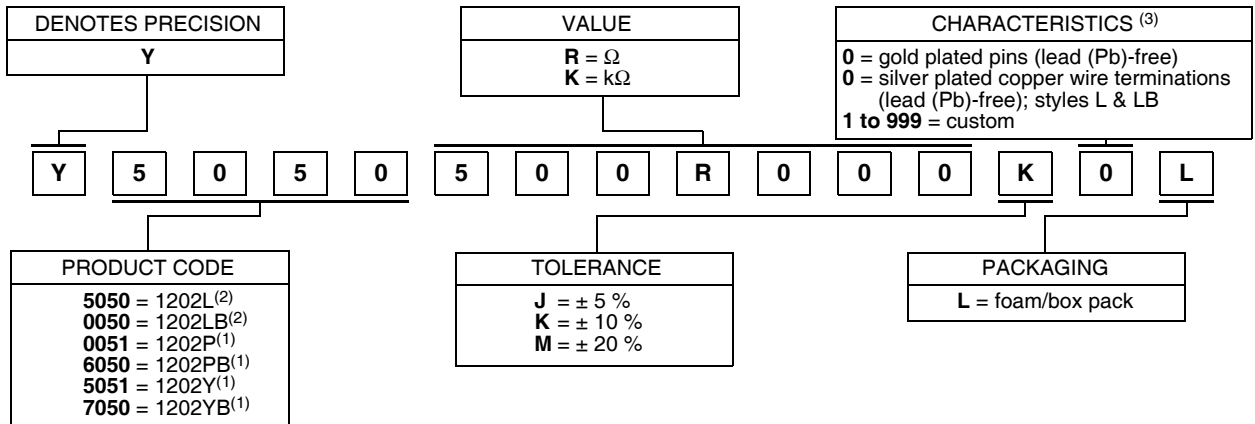 DENOTES PRECISION
Y
VALUE
R = Ω
K = kΩ
CHARACTERISTICS (3)
0 = gold plated pins (lead (Pb)-free)
0 = silver plated copper wire terminations
(lead (Pb)-free); styles L & LB
1 to 999 = custom
Y 5 0 5 0 5 0 0 R 0 0 0 K 0 L
PRODUCT CODE
5050 = 1202L(2)
0050 = 1202LB(2)
0051 = 1202P(1)
6050 = 1202PB(1)
5051 = 1202Y(1)
7050 = 1202YB(1)
TOLERANCE
J = ± 5 %
K = ± 10 %
M = ± 20 %
PACKAGING
L = foam/box pack